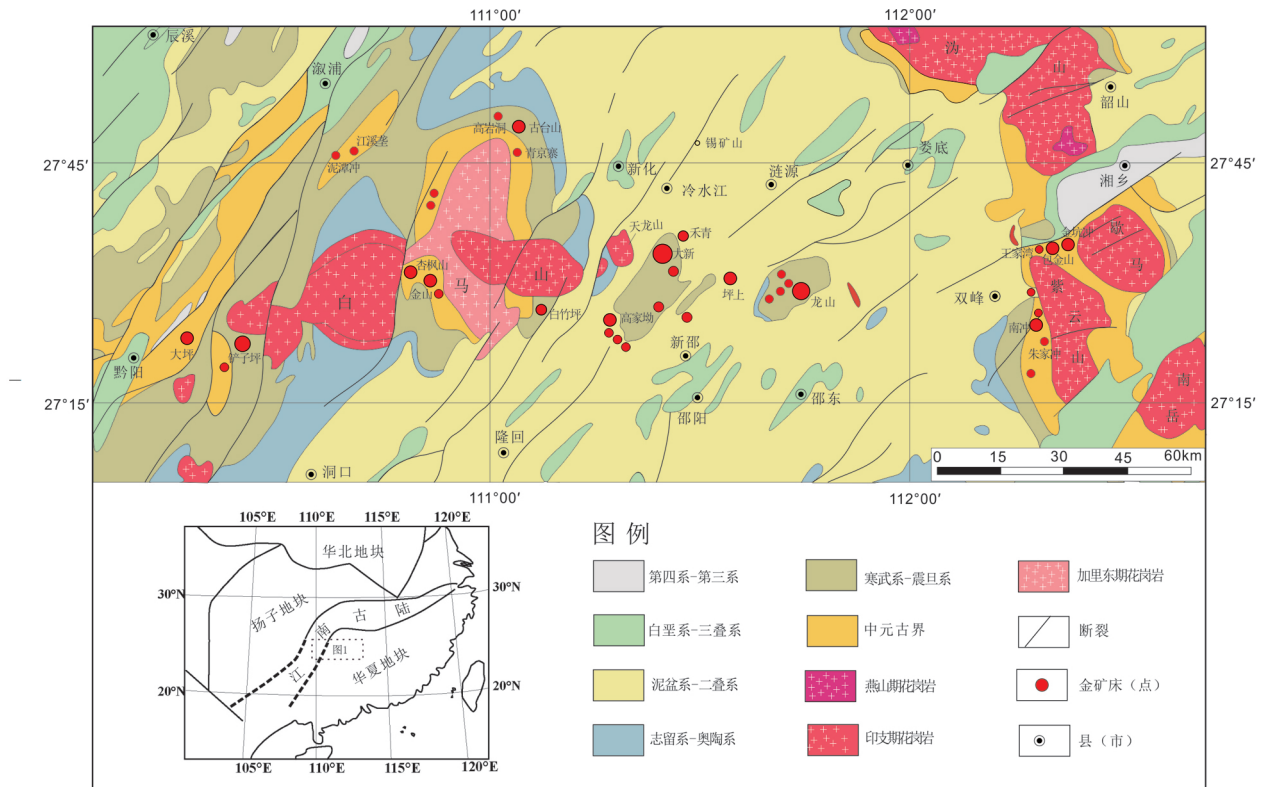 111°00′
112°00′
辰溪
溆浦
沩
山
韶山
高岩洞
古台山
江溪垄
泥潭冲
青京寨
锡矿山
娄底
27°45′
27°45′
新化
涟源
湘乡
冷水江
天龙山
禾青
大新
金坑冲
王家湾
包金山
歇
马
杏枫山
金山
白
马
山
坪上
龙山
双峰
紫
云
山
白竹坪
高家坳
南冲
朱家冲
大坪
铲子坪
黔阳
新邵
南
岳
27°15′
27°15′
邵阳
邵东
隆回
洞口
0 15 30 45 60km
111°00′
112°00′
105°E 110°E 115°E 120°E
华北地块
30°N
30°N
扬子地块
江
南
古
陆
图1
华夏地块
20°N
20°N
105°E 110°E 115°E 120°E
图 例
第四系-第三系
寒武系-震旦系
加里东期花岗岩
白垩系-三叠系
中元古界
断裂
泥盆系-二叠系
燕山期花岗岩
金矿床（点）
志留系-奥陶系
印支期花岗岩
县（市）